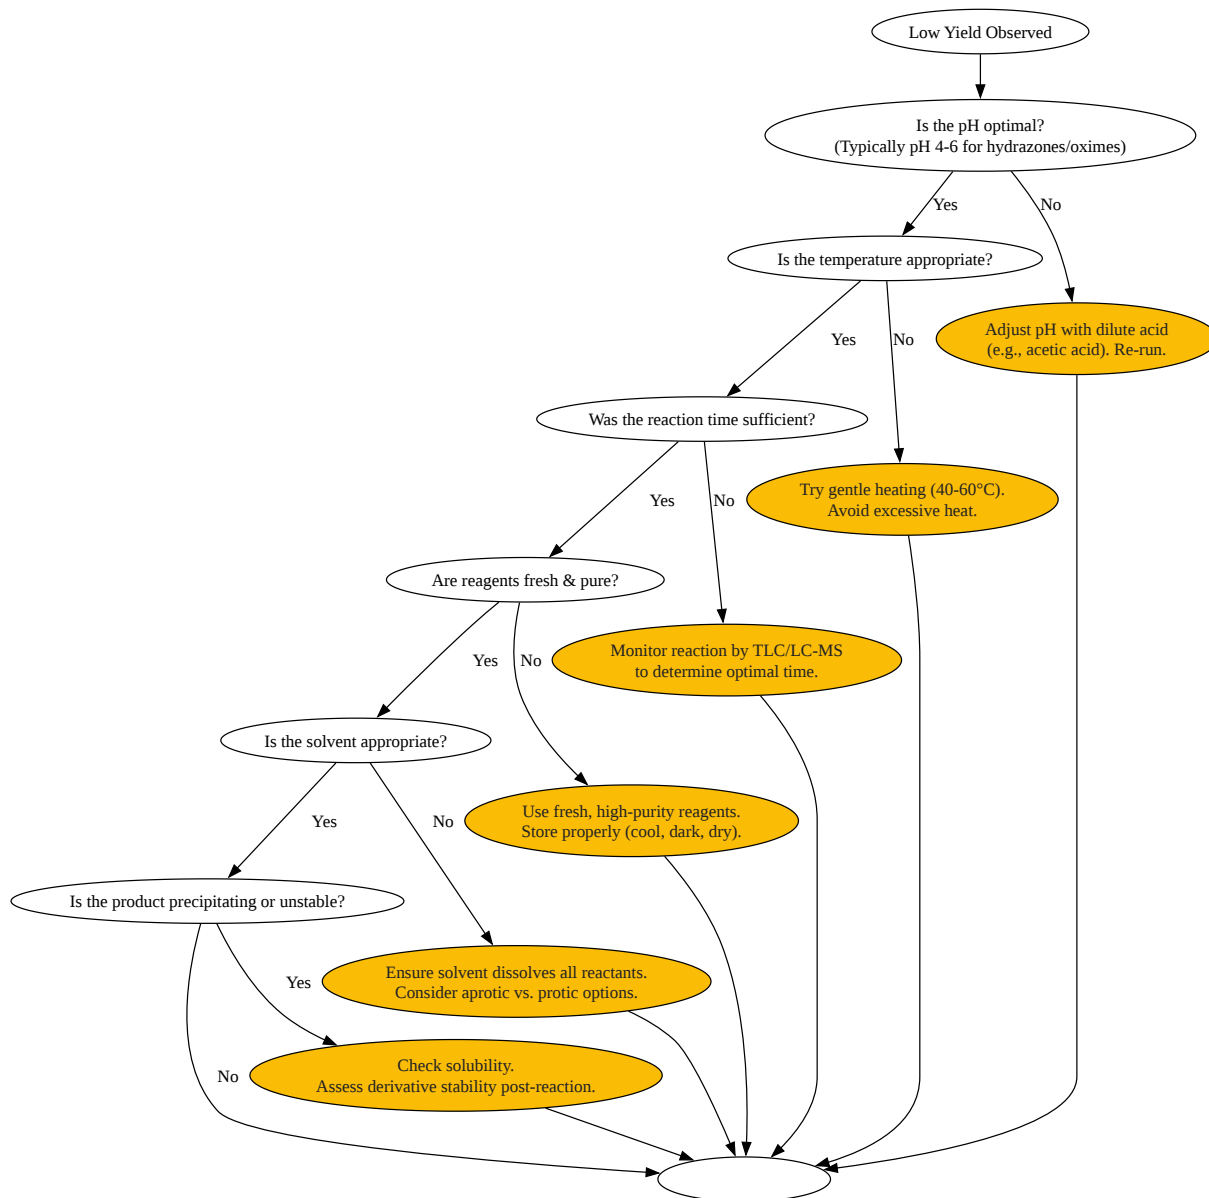 Low Yield Observed
Is the pH optimal?
(Typically pH 4-6 for hydrazones/oximes)
Yes
No
Is the temperature appropriate?
Adjust pH with dilute acid
(e.g., acetic acid). Re-run.
Yes
No
Was the reaction time sufficient?
Try gentle heating (40-60°C).
Avoid excessive heat.
Yes
No
Are reagents fresh & pure?
Monitor reaction by TLC/LC-MS
to determine optimal time.
Yes
No
Is the solvent appropriate?
Use fresh, high-purity reagents.
Store properly (cool, dark, dry).
Yes
No
Is the product precipitating or unstable?
Ensure solvent dissolves all reactants.
Consider aprotic vs. protic options.
Yes
No
Check solubility.
Assess derivative stability post-reaction.